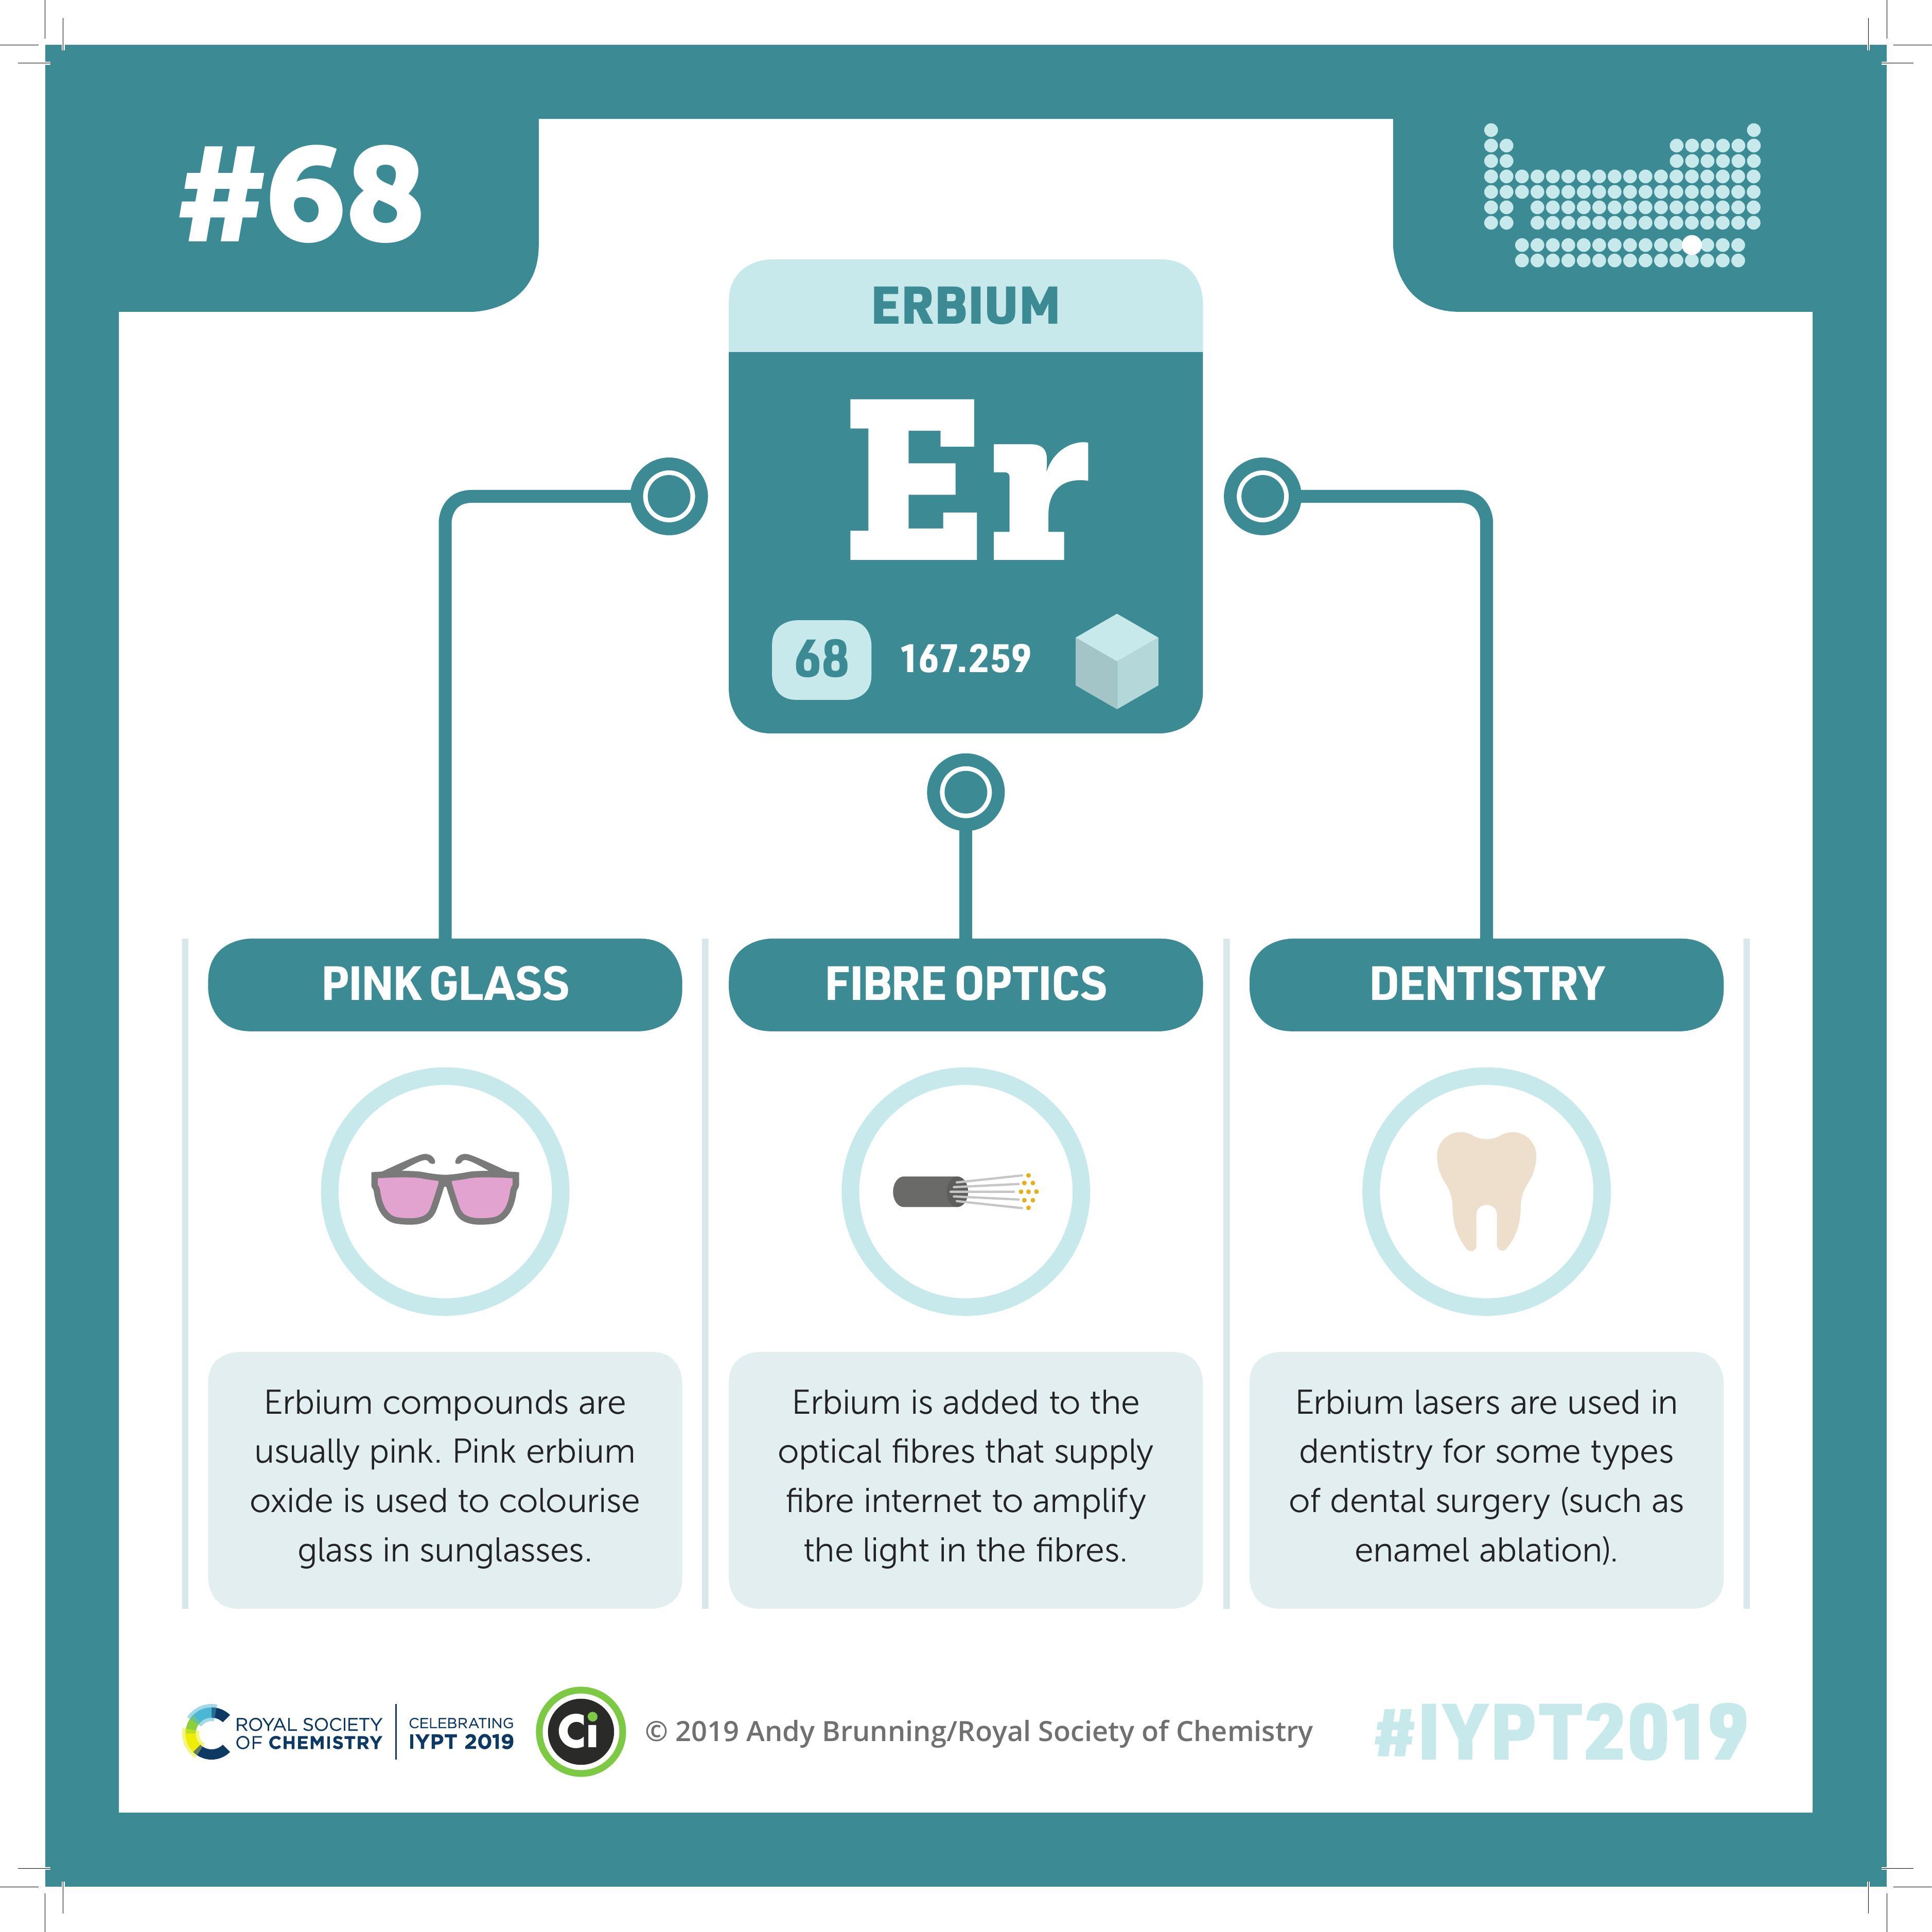 #68
ERBIUM
Er
68 167.259
PINK GLASS
Erbium compounds are
usually pink. Pink erbium
oxide is used to colourise
glass in sunglasses.
FIBRE OPTICS
Erbium is added to the
optical fibres that supply
fibre internet to amplify
the light in the fibres.
DENTISTRY
Erbium lasers are used in
dentistry for some types
of dental surgery (such as
enamel ablation).
ROYAL SOCIETY
OF CHEMISTRY
CELEBRATING
IYPT 2019
Ci
© 2019 Andy Brunning/Royal Society of Chemistry
#IYPT2019